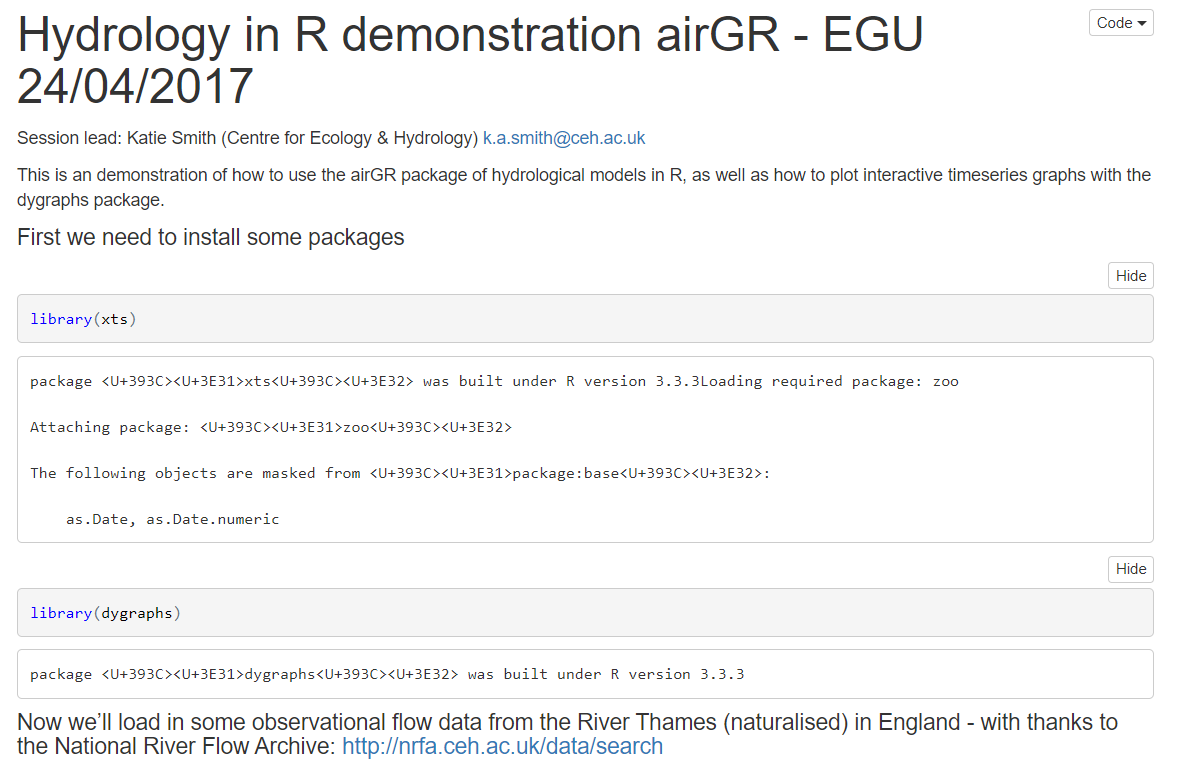 Hydrology in R demonstration airGR - EGU
Code
24/04/2017
Session lead: Katie Smith (Centre for Ecology & Hydrology) k.a.smith@ceh.ac.uk
This is an demonstration of how to use the airGR package of hydrological models in R, as well as how to plot interactive timeseries graphs with the
dygraphs package.
First we need to install some packages
Hide
library(xts)
package <U+393C><U+3E31>xts<U+393C><U+3E32> was built under R version 3.3.3Loading required package: zoo
Attaching package: <U+393C><U+3E31>zoo<U+393C><U+3E32>
The following objects are masked from <U+393C><U+3E31>package:base<U+393C><U+3E32>:
as.Date, as.Date.numeric
Hide
library(dygraphs)
package <U+393C><U+3E31>dygraphs<U+393C><U+3E32> was built under R version 3.3.3
Now we’ll load in some observational flow data from the River Thames (naturalised) in England - with thanks to
the National River Flow Archive: http://nrfa.ceh.ac.uk/data/search